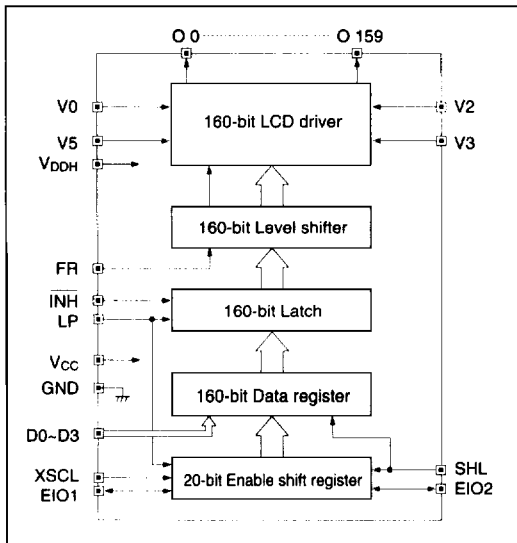 O 0 O 159
V0
V5
VDDH
160-bit LCD driver
V2
V3
160-bit Level shifter
FR
INH
LP
160-bit Latch
VCC
GND
160-bit Data register
D0~D3
XSCL
EIO1
20-bit Enable shift register
SHL
EIO2